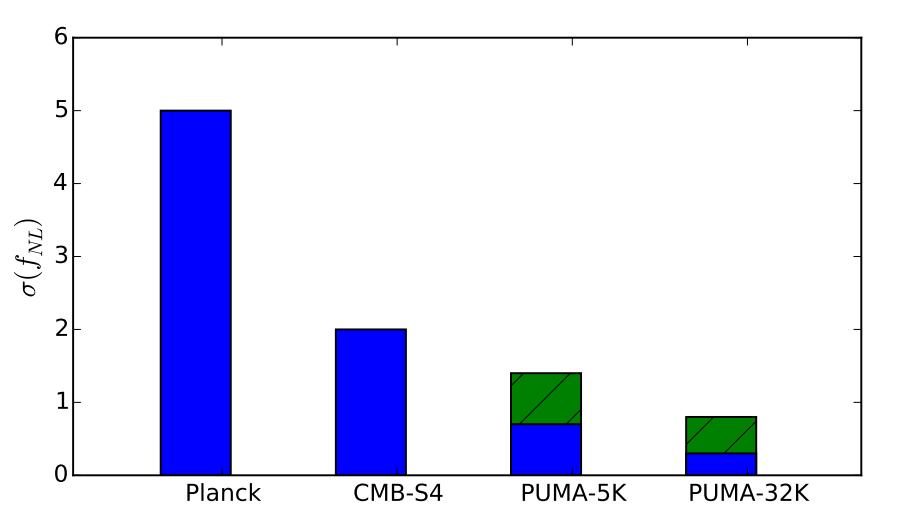 6
5
4
3
2
1
0
σ(f_NL)
Planck
CMB-S4
PUMA-5K
PUMA-32K